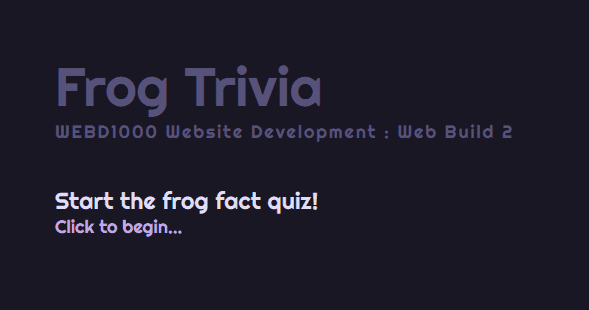 Frog Trivia
WEBD1000 Website Development : Web Build 2
Start the frog fact quiz!
Click to begin...